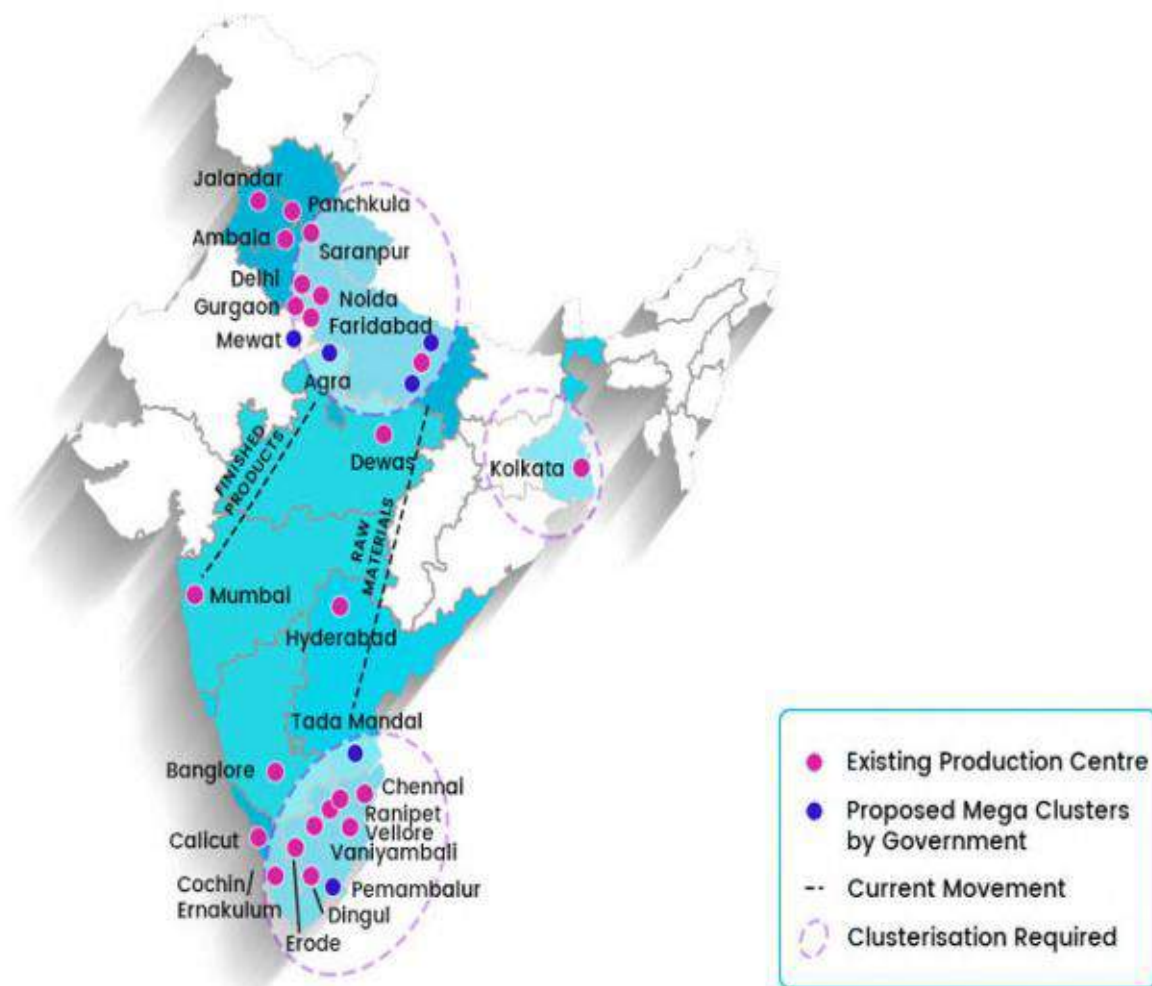 Jalandar
Panchkula
Ambala
Saranpur
Delhi
Noida
Gurgaon
Faridabad
Mewat
Agra
FINISHED
PRODUCTS
Dewas
Kolkata
RAW
MATERIALS
Mumbai
Hyderabad
Tada Mandal
Banglore
Chennai
Ranipet
Vellore
Calicut
Vaniyambali
Cochin/
Ernakulum
Pemambalur
Dingul
Erode
Existing Production Centre
Proposed Mega Clusters
by Government
Current Movement
Clusterisation Required